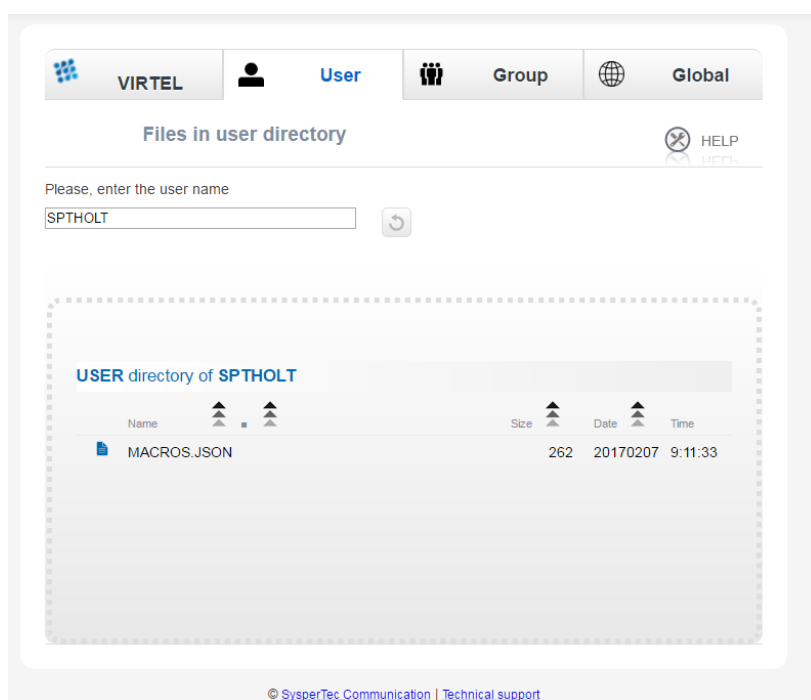 VIRTEL User Group Global
Files in user directory
HELP
Please, enter the user name
SPTHOLT
USER directory of SPTHOLT
Name . Size Date Time
MACROS.JSON 262 20170207 9:11:33
© SysperTec Communication | Technical support